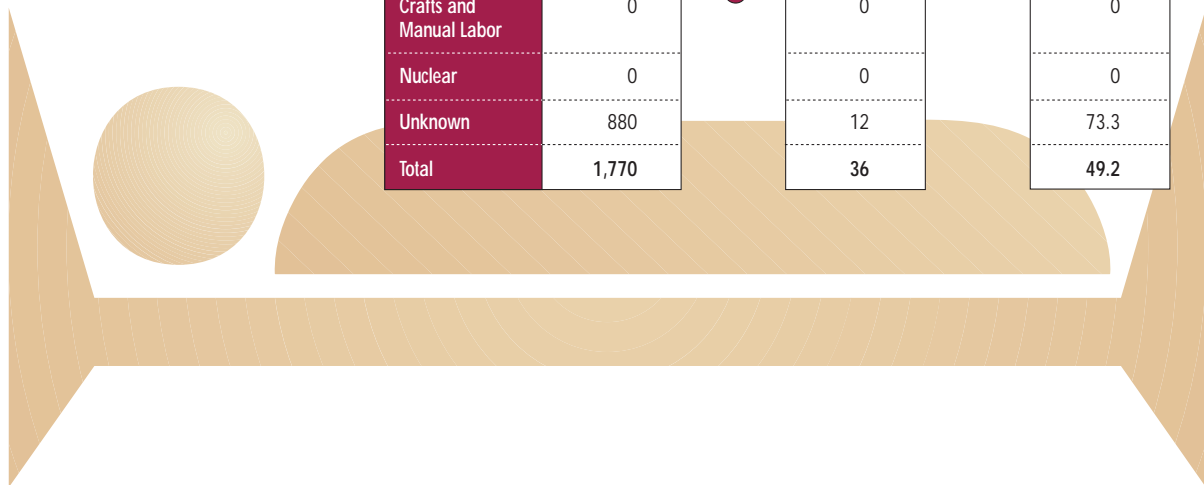 Crafts and 0 0 0
Manual Labor
Nuclear 0 0 0
Unknown 880 12 73.3
Total 1,770 36 49.2